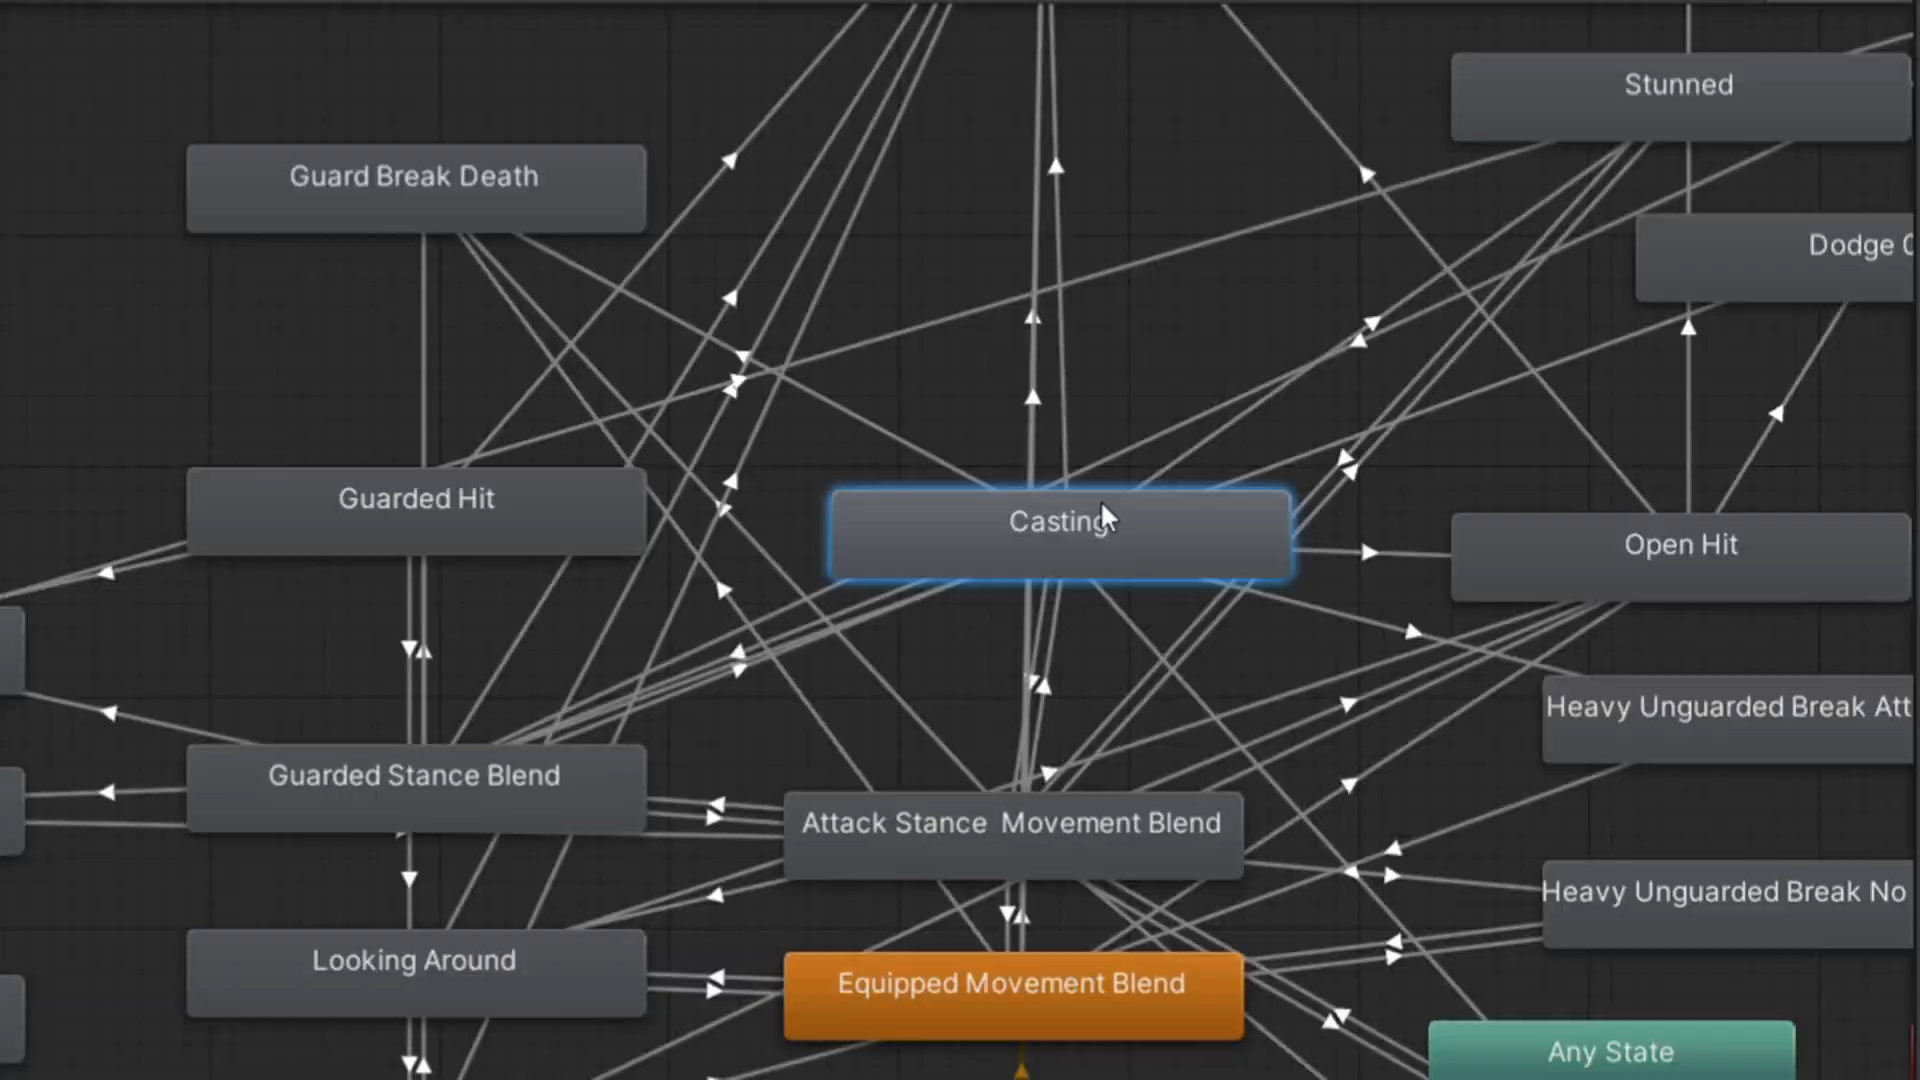 Stunned
Guard Break Death
Dodge
Guarded Hit
Casting
Open Hit
Heavy Unguarded Break Att
Guarded Stance Blend
Attack Stance  Movement Blend
Heavy Unguarded Break No
Looking Around
Equipped Movement Blend
Any State